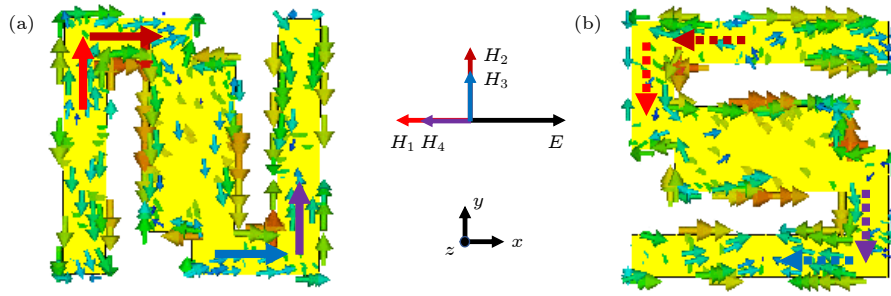 (a)
(b)
H₂
H₃
H₁ H₄ E
y
z x